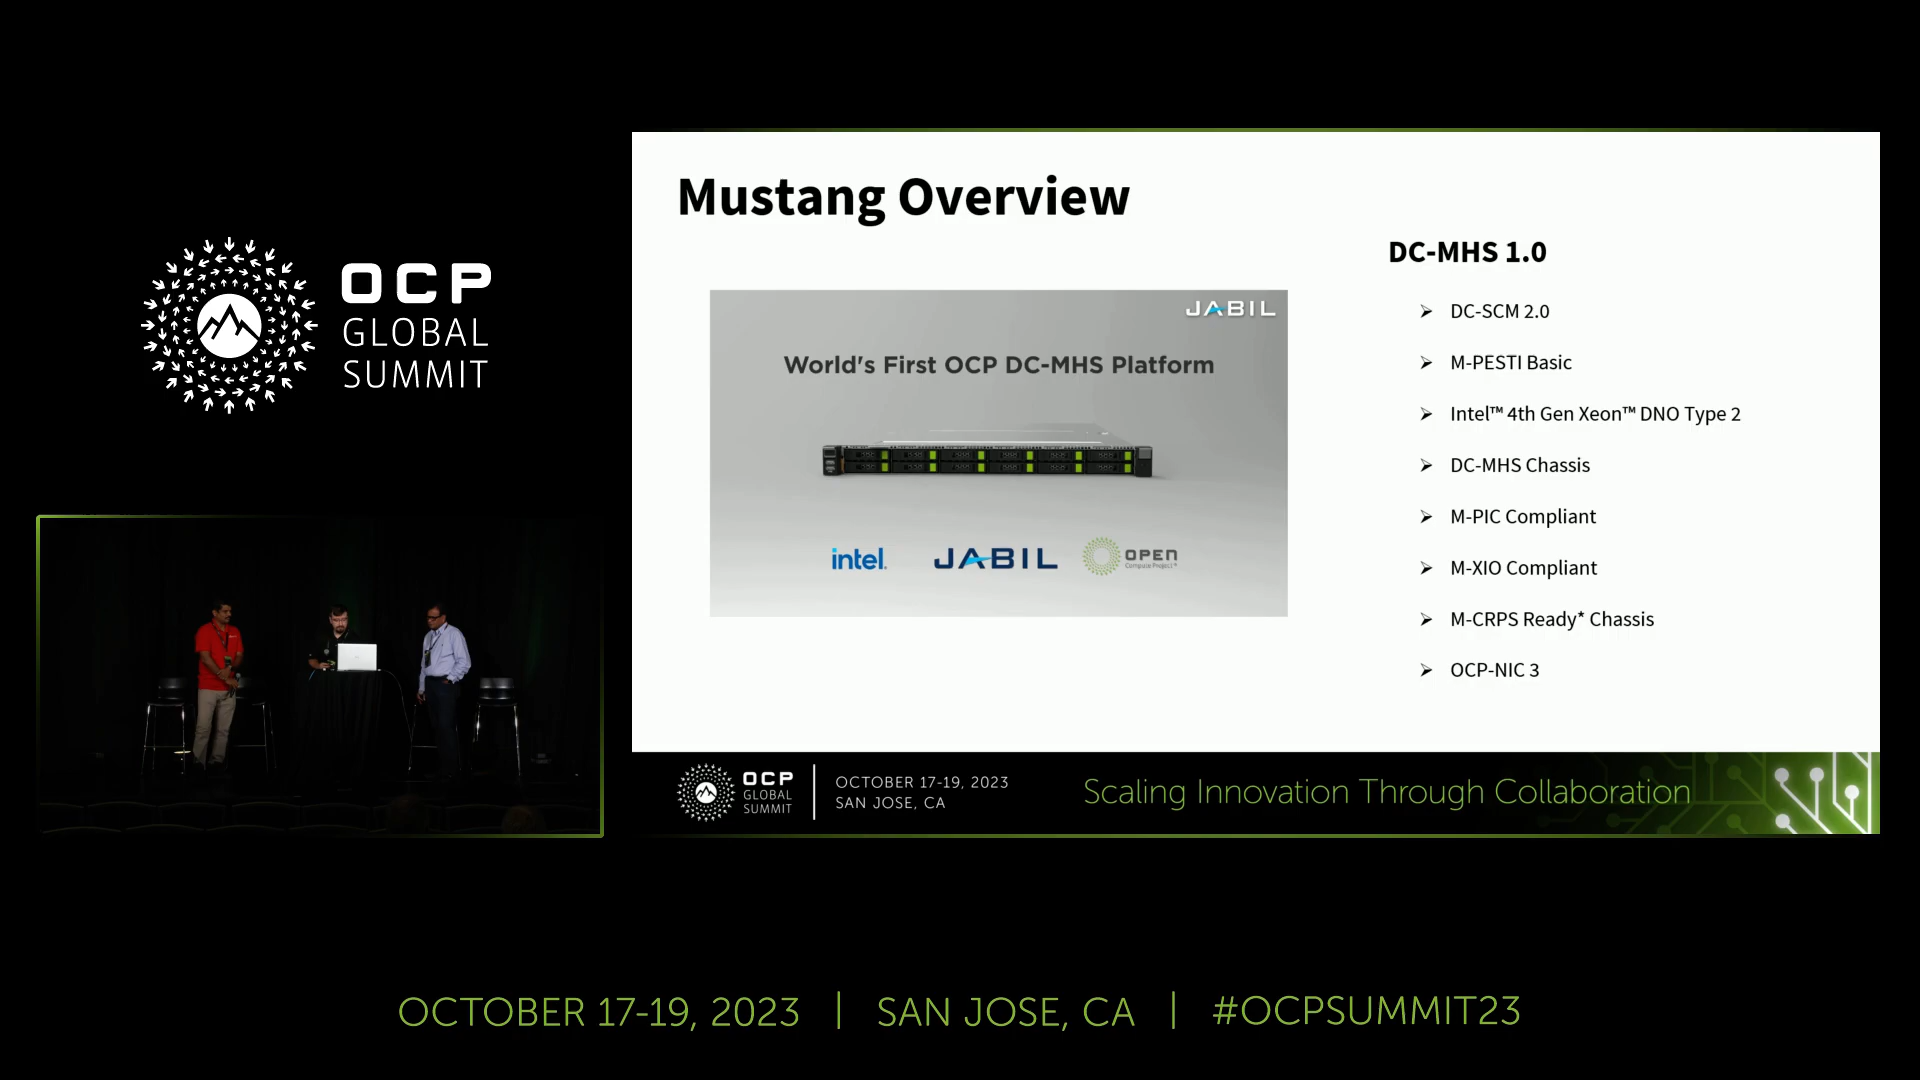 OCP
GLOBAL
SUMMIT
Mustang Overview
JABIL
World's First OCP DC-MHS Platform
intel.
JABIL
OPEN
Compute Project®
DC-MHS 1.0
➢ DC-SCM 2.0
➢ M-PESTI Basic
➢ Intel™ 4th Gen Xeon™ DNO Type 2
➢ DC-MHS Chassis
➢ M-PIC Compliant
➢ M-XIO Compliant
➢ M-CRPS Ready* Chassis
➢ OCP-NIC 3
OCP
GLOBAL
SUMMIT
OCTOBER 17-19, 2023
SAN JOSE, CA
Scaling Innovation Through Collaboration
OCTOBER 17-19, 2023 | SAN JOSE, CA | #OCPSUMMIT23